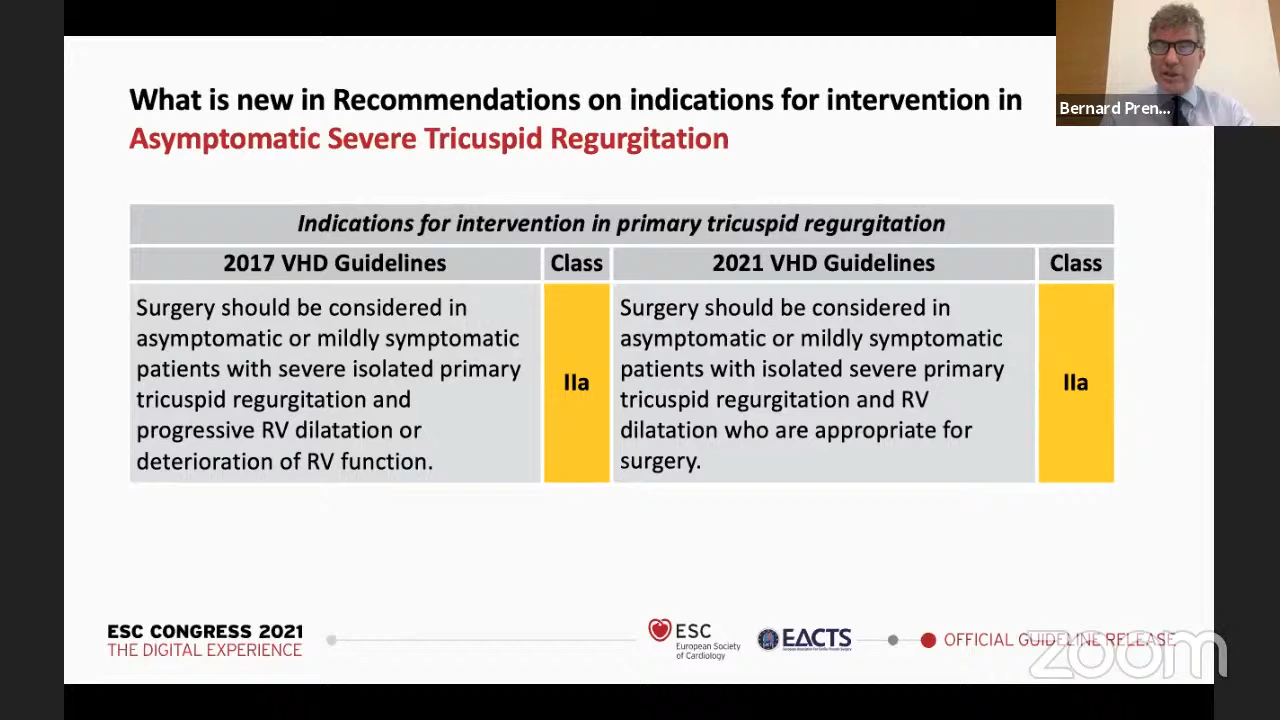 What is new in Recommendations on indications for intervention in
Asymptomatic Severe Tricuspid Regurgitation
Bernard Pren...
Indications for intervention in primary tricuspid regurgitation
2017 VHD Guidelines
Class
2021 VHD Guidelines
Class
Surgery should be considered in
asymptomatic or mildly symptomatic
patients with severe isolated primary
tricuspid regurgitation and
progressive RV dilatation or
deterioration of RV function.
IIa
Surgery should be considered in
asymptomatic or mildly symptomatic
patients with isolated severe primary
tricuspid regurgitation and RV
dilatation who are appropriate for
surgery.
IIa
ESC CONGRESS 2021
THE DIGITAL EXPERIENCE
ESC
European Society
of Cardiology
EACTS
OFFICIAL GUIDELINE RELEASE
zoom